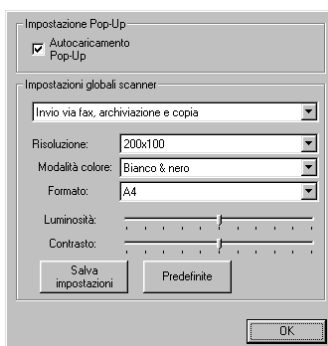 Impostazione Pop-Up
Autocaricamento
Pop-Up
Impostazioni globali scanner
Invio via fax, archiviazione e copia
Risoluzione: 200x100
Modalità colore: Bianco & nero
Formato: A4
Luminosità:
Contrasto:
Salva
impostazioni
Predefinite
OK